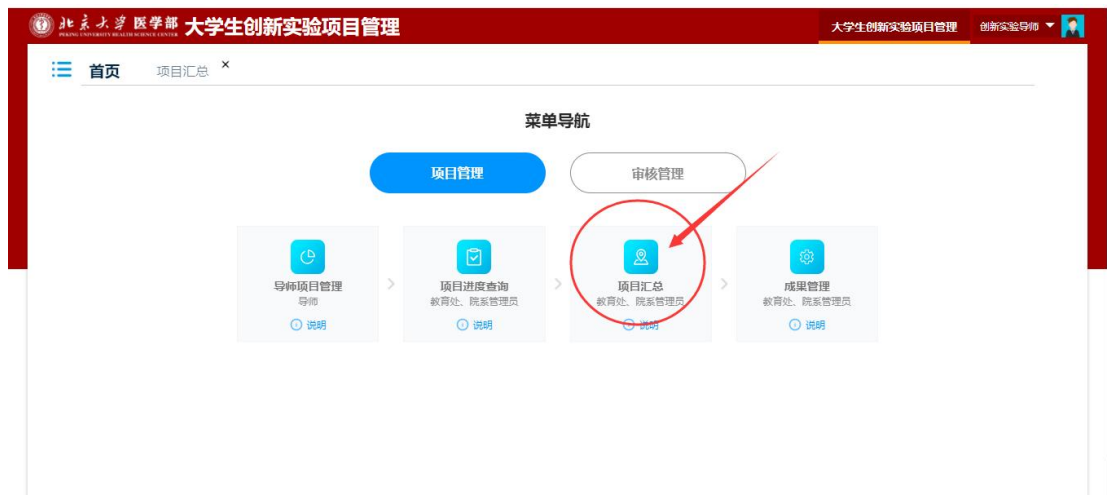 北京大学 医学部 大学生创新实验项目管理
PEKING UNIVERSITY HEALTH SCIENCE CENTER
大学生创新实验项目管理 创新实验导师
首页 项目汇总 ×
菜单导航
项目管理 审核管理
导师项目管理 项目进度查询 项目汇总 成果管理
导师 教育处、院系管理员 教育处、院系管理员 教育处、院系管理员
说明 说明 说明 说明